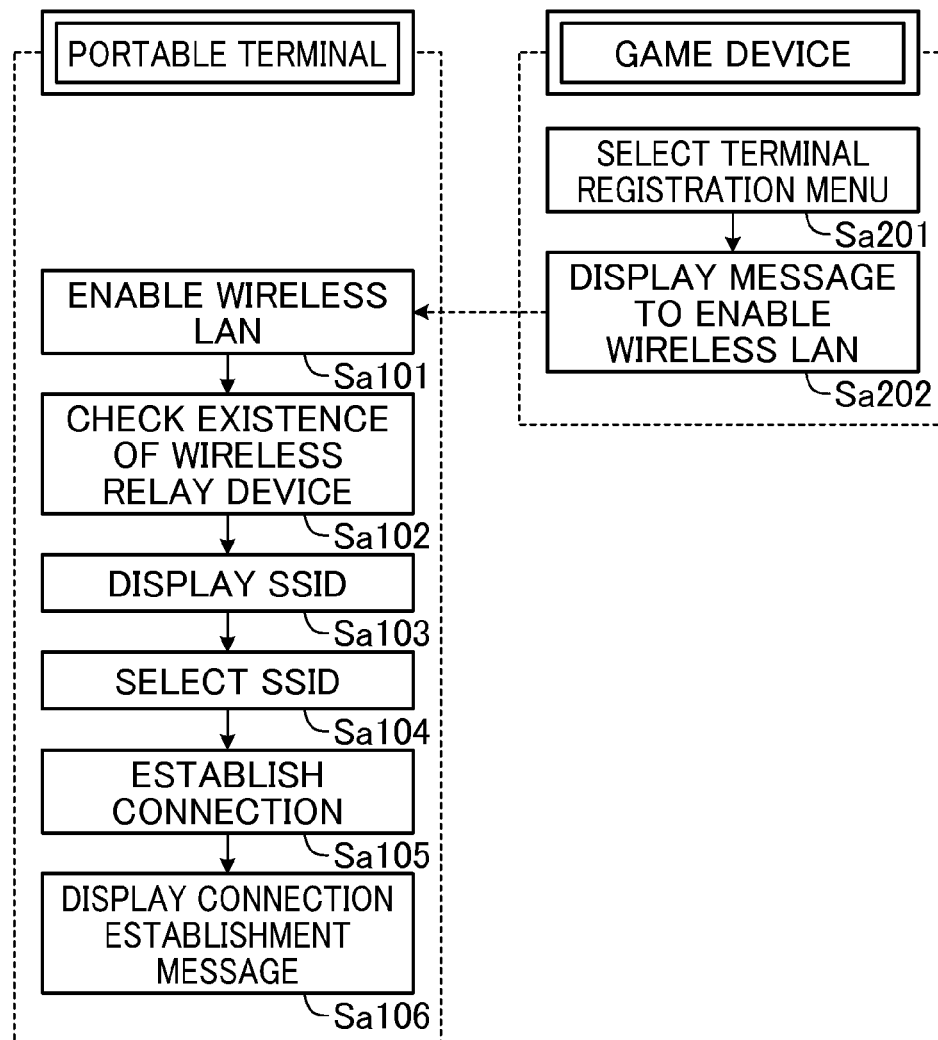 PORTABLE TERMINAL
GAME DEVICE
SELECT TERMINAL
REGISTRATION MENU
Sa201
DISPLAY MESSAGE
TO ENABLE
WIRELESS LAN
Sa202
ENABLE WIRELESS
LAN
Sa101
CHECK EXISTENCE
OF WIRELESS
RELAY DEVICE
Sa102
DISPLAY SSID
Sa103
SELECT SSID
Sa104
ESTABLISH
CONNECTION
Sa105
DISPLAY CONNECTION
ESTABLISHMENT
MESSAGE
Sa106